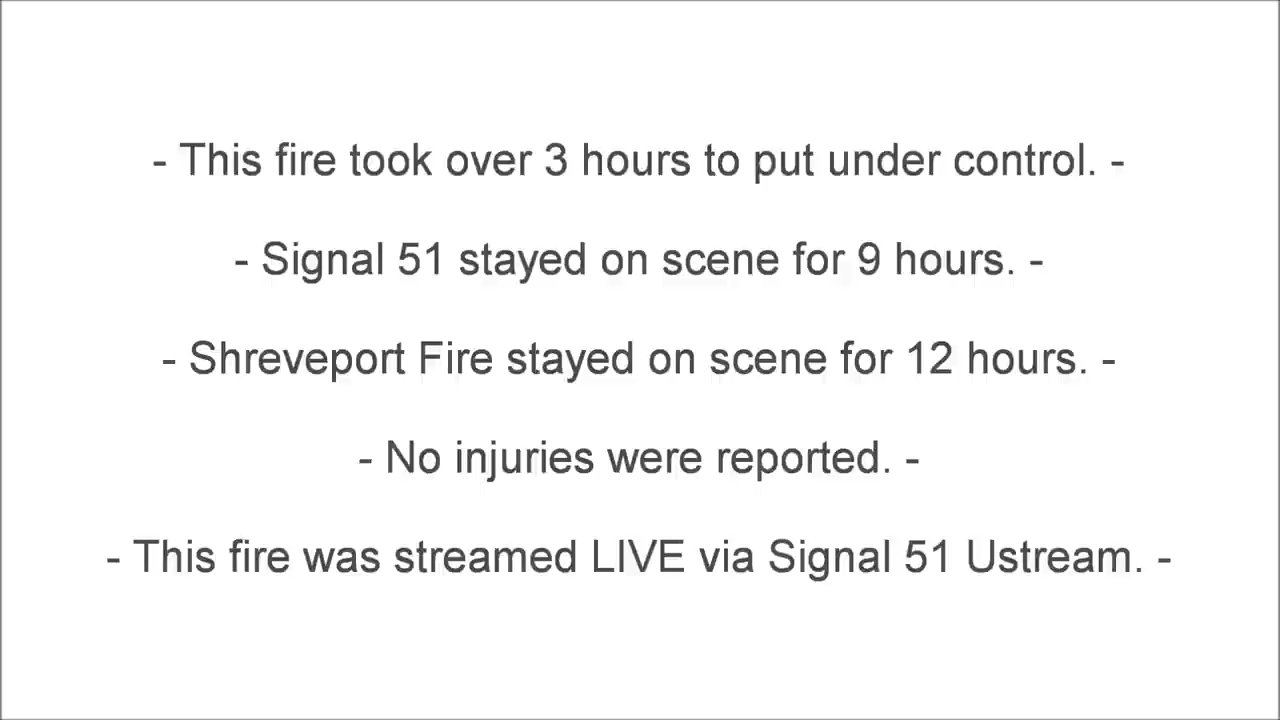 - This fire took over 3 hours to put under control. -
- Signal 51 stayed on scene for 9 hours. -
- Shreveport Fire stayed on scene for 12 hours. -
- No injuries were reported. -
- This fire was streamed LIVE via Signal 51 Ustream. -